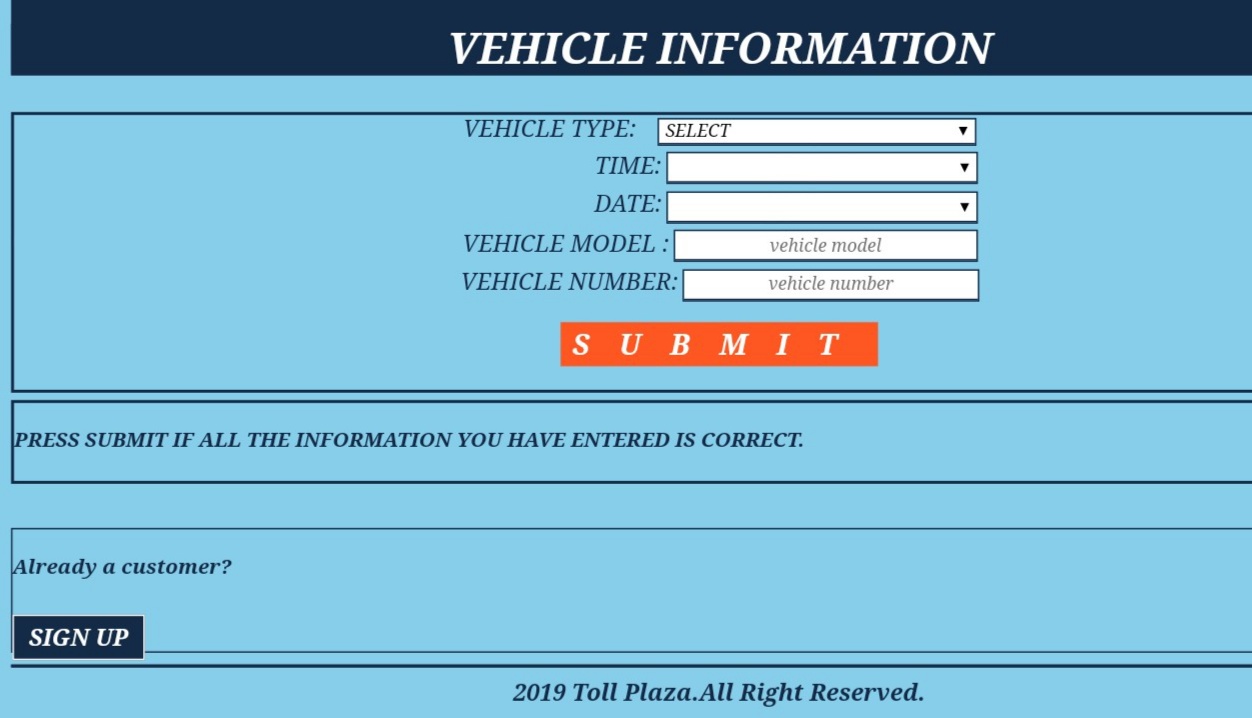 VEHICLE INFORMATION
VEHICLE TYPE: SELECT
TIME:
DATE:
VEHICLE MODEL : vehicle model
VEHICLE NUMBER: vehicle number
S U B M I T
PRESS SUBMIT IF ALL THE INFORMATION YOU HAVE ENTERED IS CORRECT.
Already a customer?
SIGN UP
2019 Toll Plaza.All Right Reserved.